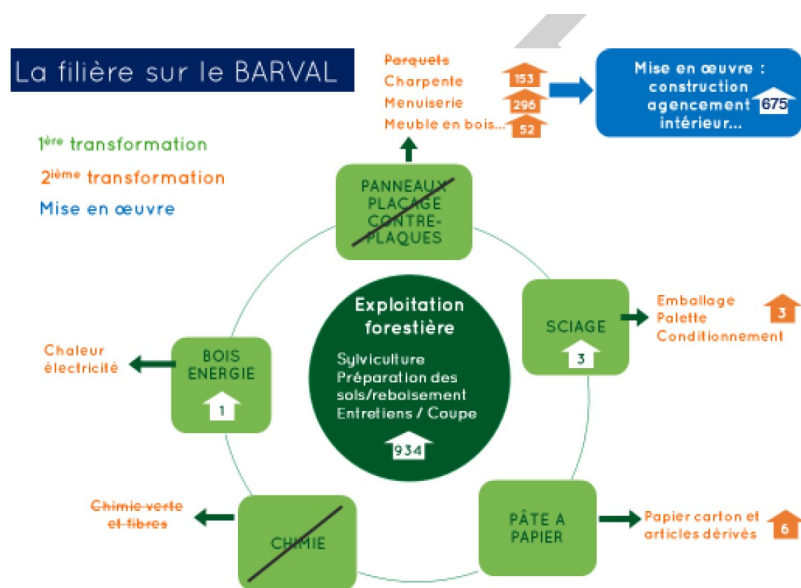 La filière sur le BARVAL
1ère transformation
2ième transformation
Mise en œuvre
Parquets
Charpente
Menuiserie
Meuble en bois...
153
296
52
Mise en œuvre :
construction
agencement
intérieur...
675
PANNEAUX
PLACAGE
CONTRE-
PLAQUES
Exploitation
forestière
Sylviculture
Préparation des
sols/reboisement
Entretiens / Coupe
934
SCIAGE
3
Emballage
Palette
Conditionnement
3
Chaleur
électricité
BOIS
ENERGIE
1
Chimie verte
et fibres
CHIMIE
PÂTE A
PAPIER
Papier carton et
articles dérivés
6